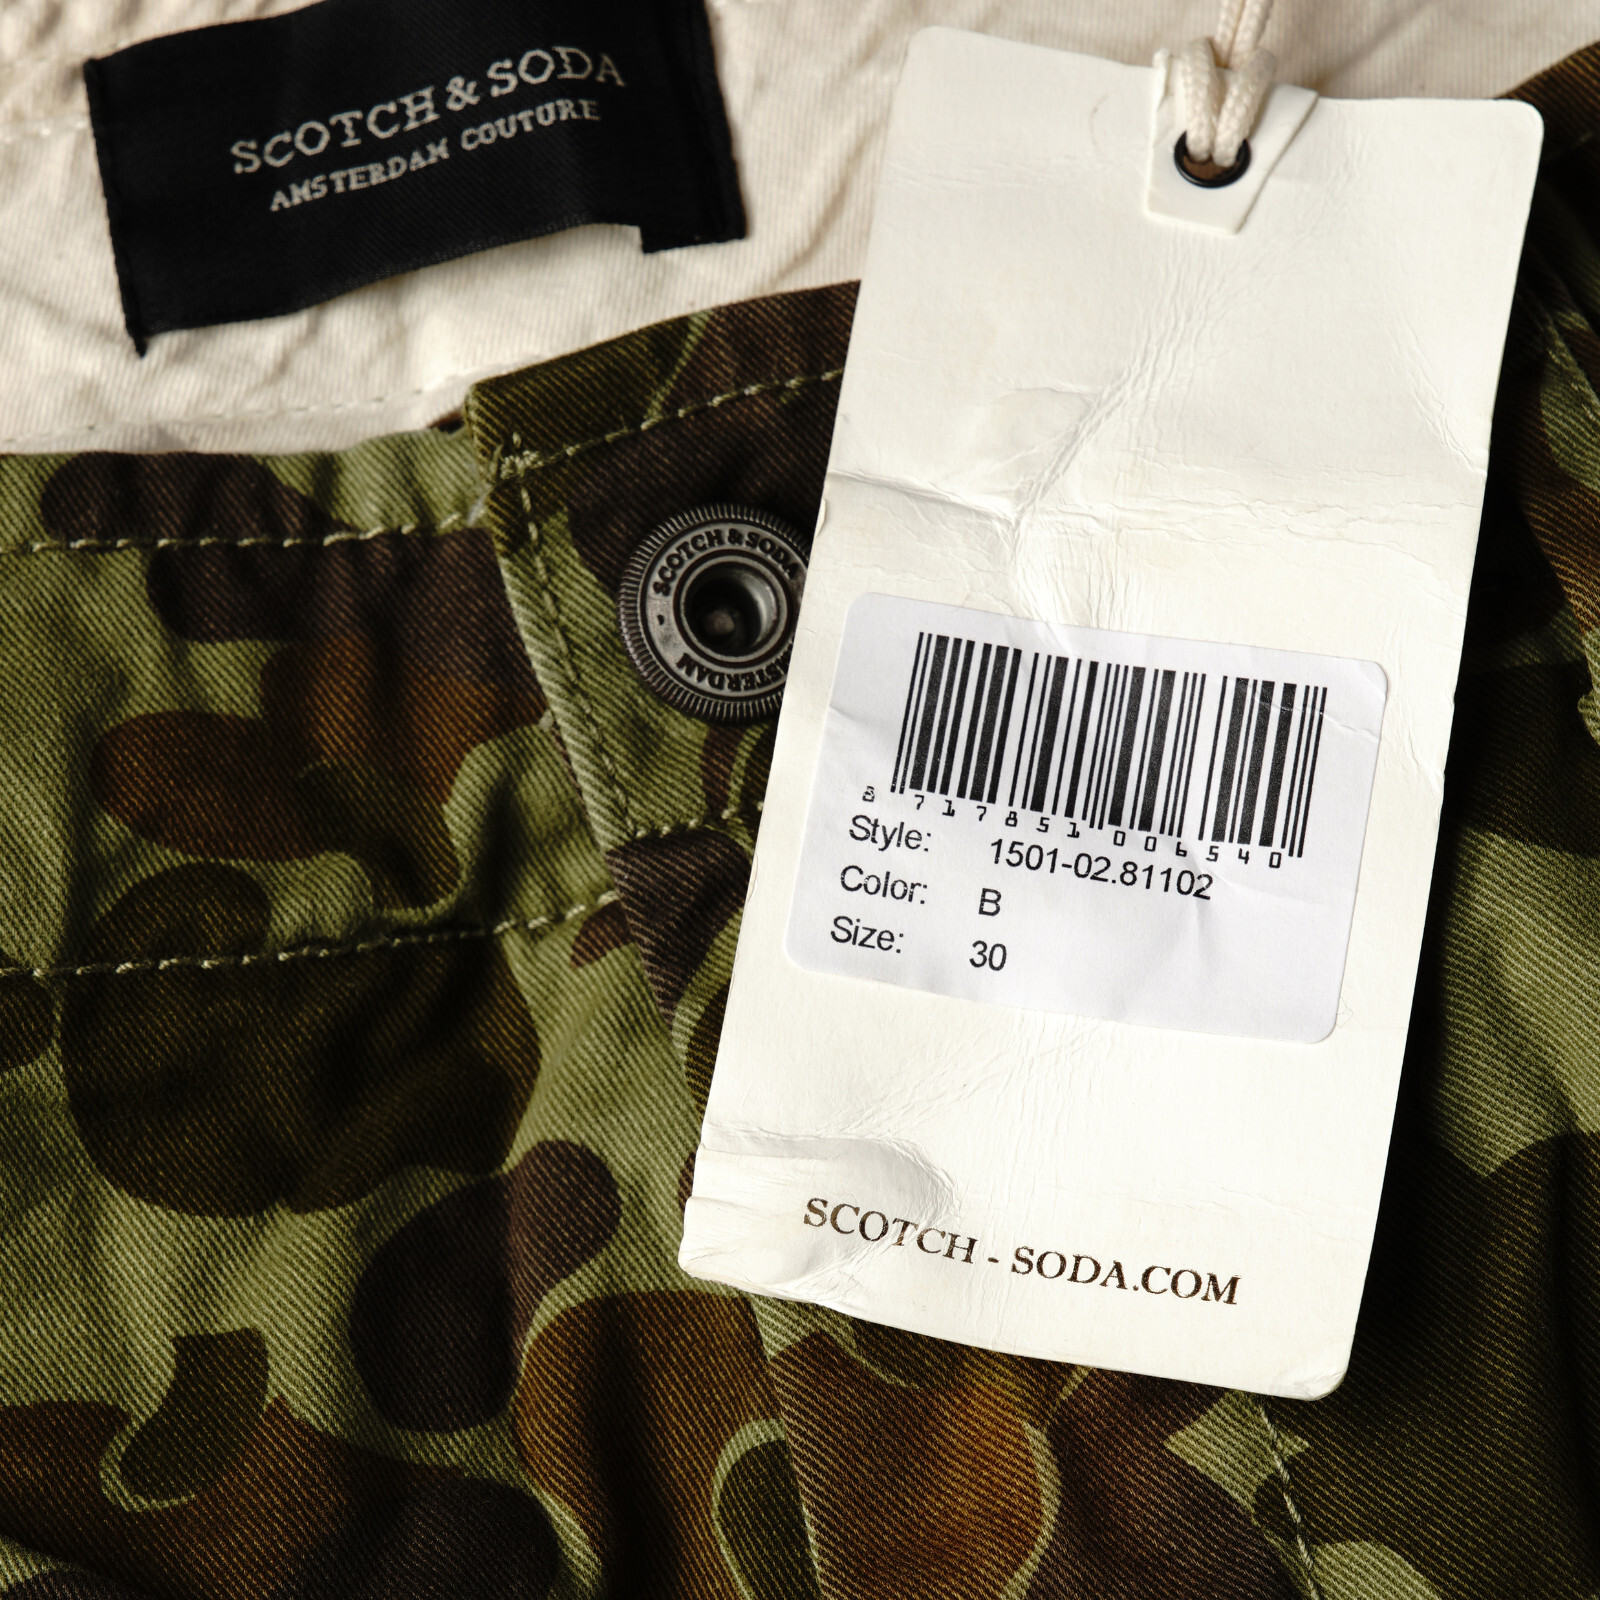 SCOTCH & SODA
AMSTERDAM COUTURE
SCOTCH & SODA
- AMSTERDAM
8 717851 006540
Style: 1501-02.81102
Color: B
Size: 30
SCOTCH - SODA.COM